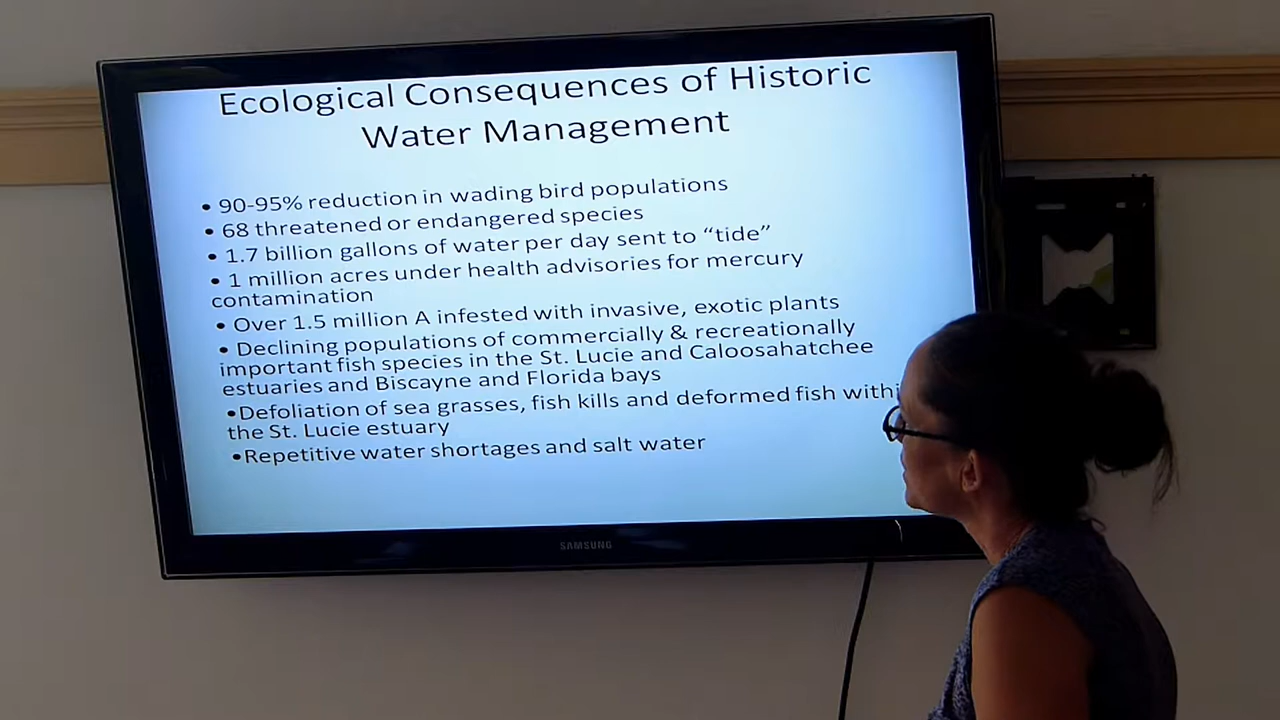 Ecological Consequences of Historic
Water Management
• 90-95% reduction in wading bird populations
• 68 threatened or endangered species
• 1.7 billion gallons of water per day sent to “tide”
• 1 million acres under health advisories for mercury
contamination
• Over 1.5 million A infested with invasive, exotic plants
• Declining populations of commercially & recreationally
important fish species in the St. Lucie and Caloosahatchee
estuaries and Biscayne and Florida bays
•Defoliation of sea grasses, fish kills and deformed fish
the St. Lucie estuary
•Repetitive water shortages and salt water
SAMSUNG